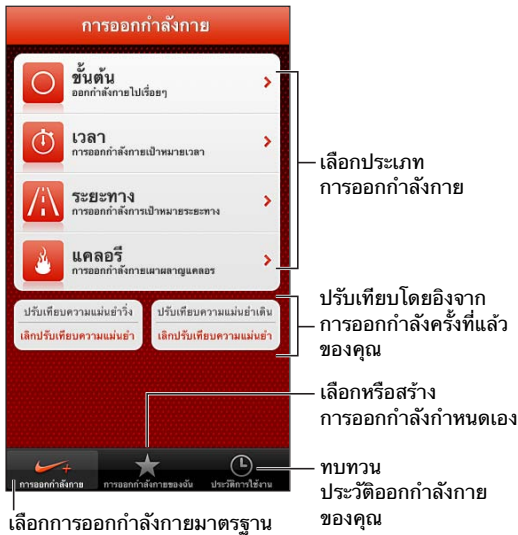 การออกกำลังกาย
ขั้นต้น
ออกกำลังกายไปเรื่อยๆ
เวลา
การออกกำลังกายเป้าหมายเวลา
ระยะทาง
การออกกำลังการเป้าหมายระยะทาง
แคลอรี
การออกกำลังกายเผาผลาญแคลอร
เลือกประเภท
การออกกำลังกาย
ปรับเทียบความแม่นยำวิ่ง
ปรับเทียบความแม่นยำเดิน
เลิกปรับเทียบความแม่นยำ
เลิกปรับเทียบความแม่นยำ
ปรับเทียบโดยอิงจาก
การออกกำลังครั้งที่แล้ว
ของคุณ
เลือกหรือสร้าง
การออกกำลังกำหนดเอง
การออกกำลังกาย
การออกกำลังกายของฉัน
ประวัติการใช้งาน
ทบทวน
ประวัติออกกำลังกาย
ของคุณ
เลือกการออกกำลังกายมาตรฐาน